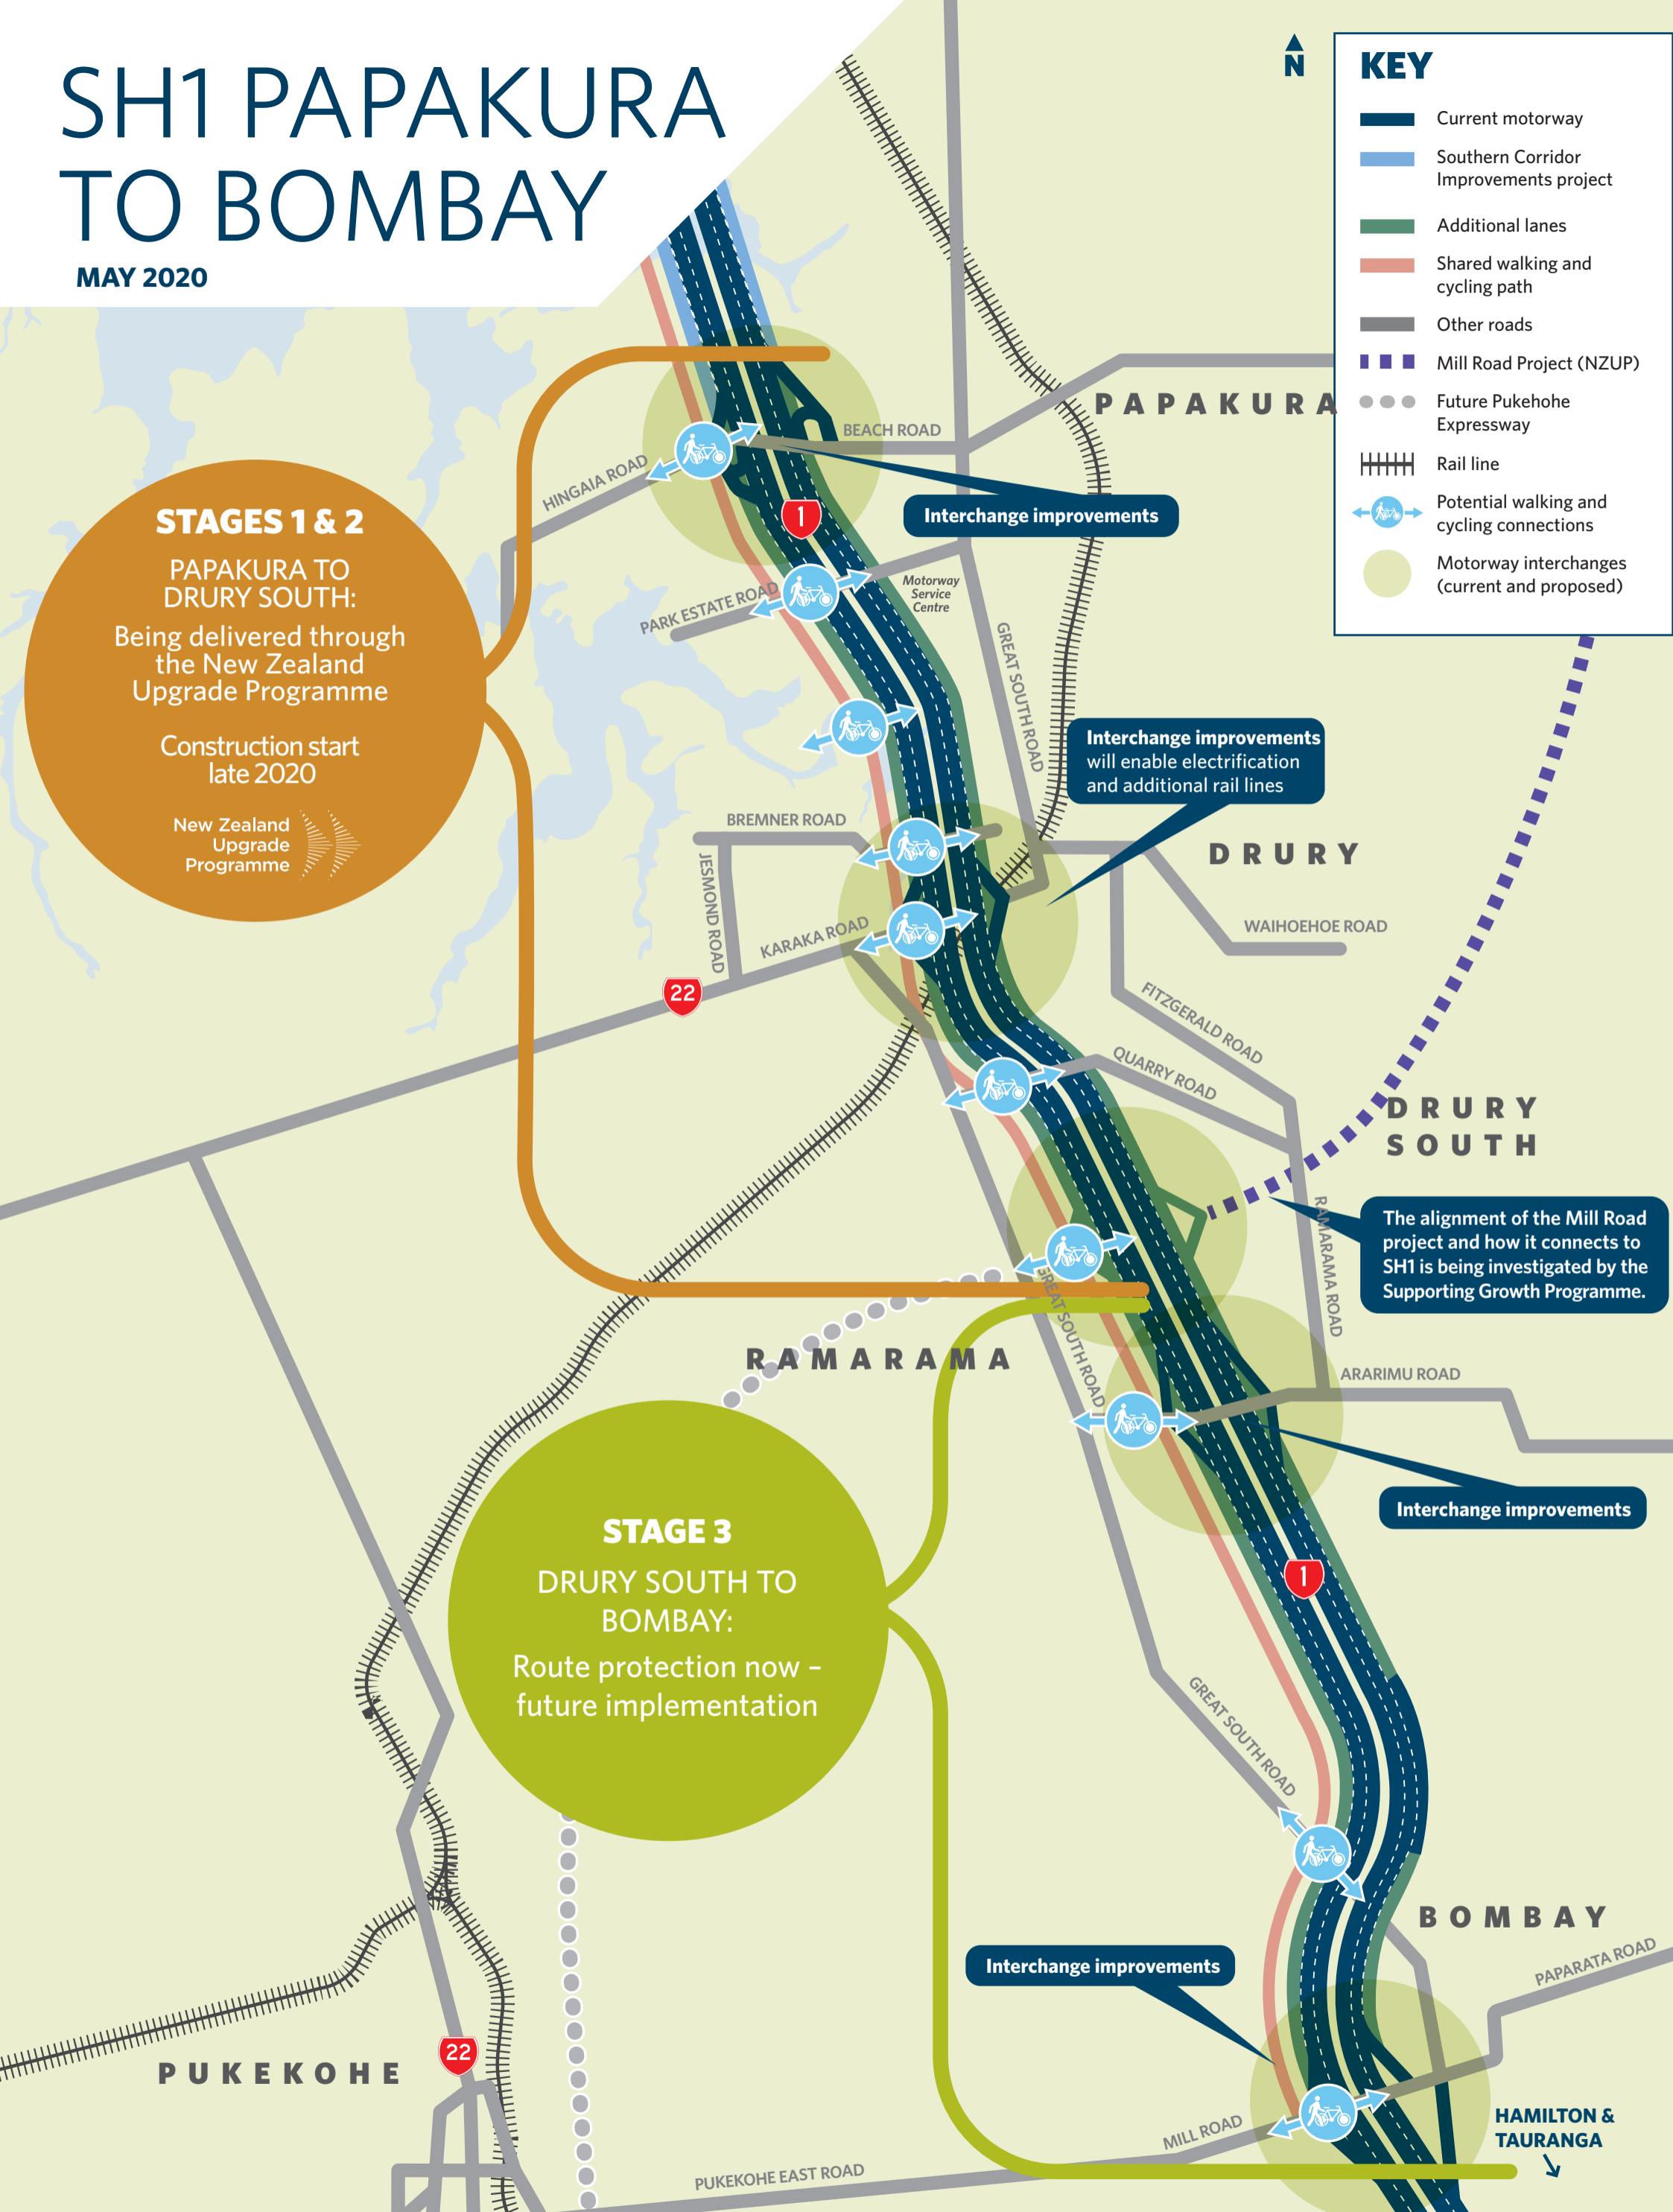 SH1 PAPAKURA
TO BOMBAY
MAY 2020
N
KEY
Current motorway
Southern Corridor
Improvements project
Additional lanes
Shared walking and
cycling path
Other roads
Mill Road Project (NZUP)
Future Pukehohe
Expressway
Rail line
Potential walking and
cycling connections
Motorway interchanges
(current and proposed)
PAPAKURA
BEACH ROAD
HINGAIA ROAD
Interchange improvements
1
STAGES 1 & 2
PAPAKURA TO
DRURY SOUTH:
Being delivered through
the New Zealand
Upgrade Programme
Construction start
late 2020
New Zealand
Upgrade
Programme
PARK ESTATE ROAD
Motorway
Service
Centre
GREAT SOUTH ROAD
Interchange improvements
will enable electrification
and additional rail lines
BREMNER ROAD
JESMOND ROAD
KARAKA ROAD
22
DRURY
WAIHOEHOE ROAD
FITZGERALD ROAD
QUARRY ROAD
DRURY
SOUTH
RAMARAMA ROAD
The alignment of the Mill Road
project and how it connects to
SH1 is being investigated by the
Supporting Growth Programme.
GREAT SOUTH ROAD
RAMARAMA
ARARIMU ROAD
Interchange improvements
STAGE 3
DRURY SOUTH TO
BOMBAY:
Route protection now –
future implementation
1
GREAT SOUTH ROAD
BOMBAY
PAPARATA ROAD
Interchange improvements
22
PUKEKOHE
MILL ROAD
PUKEKOHE EAST ROAD
HAMILTON &
TAURANGA